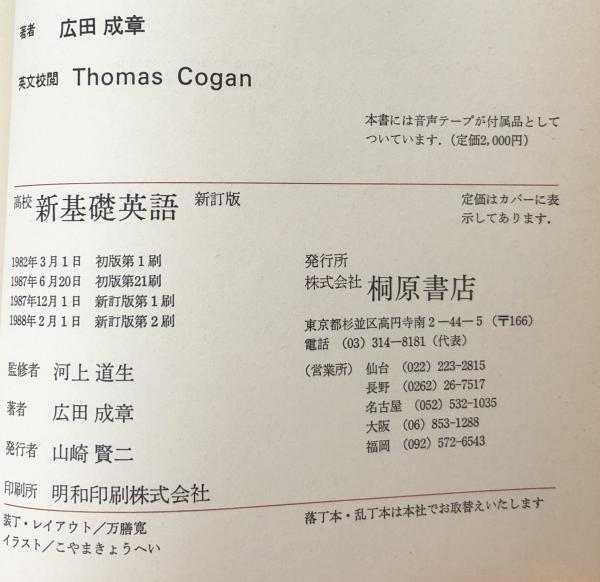 著者 広田 成章
英文校閲 Thomas Cogan
本書には音声テープが付属品として
ついています.（定価2,000円）
高校 新基礎英語 新訂版
定価はカバーに表
示してあります.
1982年3月1日 初版第1刷
1987年6月20日 初版第21刷
1987年12月1日 新訂版第1刷
1988年2月1日 新訂版第2刷
監修者 河上 道生
著者 広田 成章
発行者 山崎 賢二
印刷所 明和印刷株式会社
装丁・レイアウト／万膳寛
イラスト／こやまきょうへい
発行所
株式会社 桐原書店
東京都杉並区高円寺南2－44－5（〒166）
電話 （03）314－8181（代表）
（営業所） 仙台 （022）223-2815
長野 （0262）26-7517
名古屋 （052）532-1035
大阪 （06）853-1288
福岡 （092）572-6543
落丁本・乱丁本は本社でお取替えいたします